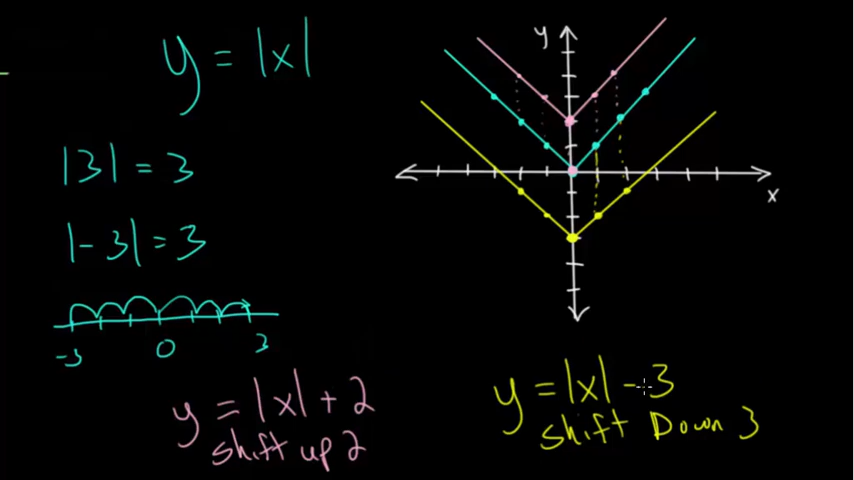 y = |x|
y
|3| = 3
x
|-3| = 3
-3 0 3
y = |x| + 2
shift up 2
y = |x| - 3
shift Down 3